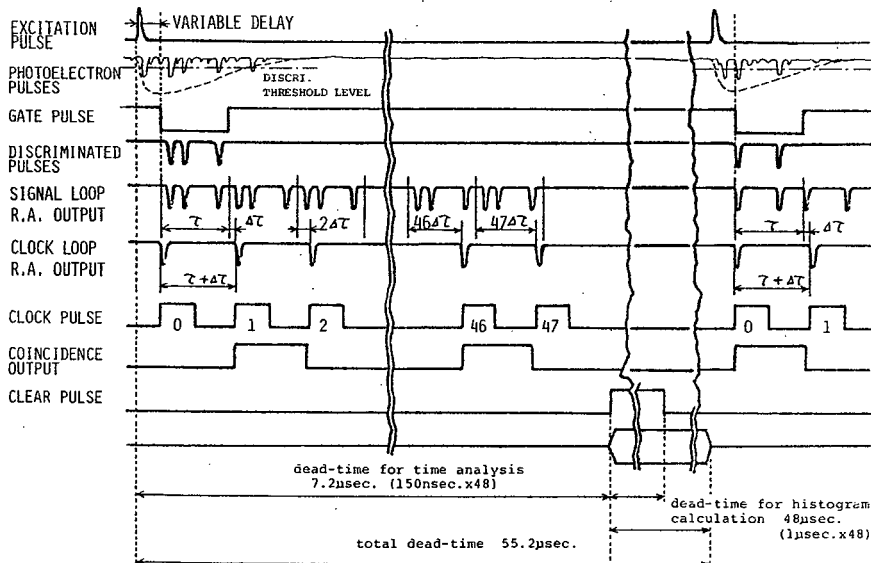 EXCITATION PULSE
VARIABLE DELAY
PHOTOELECTRON PULSES
DISCRI. THRESHOLD LEVEL
GATE PULSE
DISCRIMINATED PULSES
SIGNAL LOOP R.A. OUTPUT
τ Δτ 2Δτ 46Δτ 47Δτ τ Δτ
CLOCK LOOP R.A. OUTPUT
τ+Δτ τ+Δτ
CLOCK PULSE
0 1 2 46 47 0 1
COINCIDENCE OUTPUT
CLEAR PULSE
dead-time for time analysis
7.2μsec. (150nsec.x48)
dead-time for histogram
calculation 48μsec.
(1μsec.x48)
total dead-time 55.2μsec.